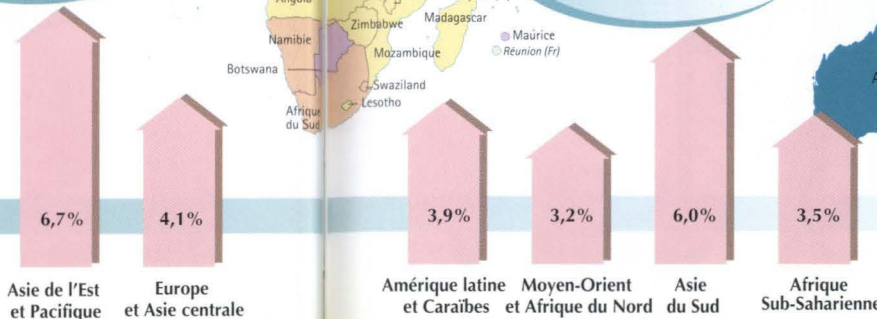 Angola
Zimbabwe
Madagascar
Namibie
Maurice
Mozambique
Réunion (Fr)
Botswana
Swaziland
Lesotho
Afrique
du Sud
6,7%
4,1%
3,9%
3,2%
6,0%
3,5%
Asie de l'Est
et Pacifique
Europe
et Asie centrale
Amérique latine
et Caraïbes
Moyen-Orient
et Afrique du Nord
Asie
du Sud
Afrique
Sub-Saharienne